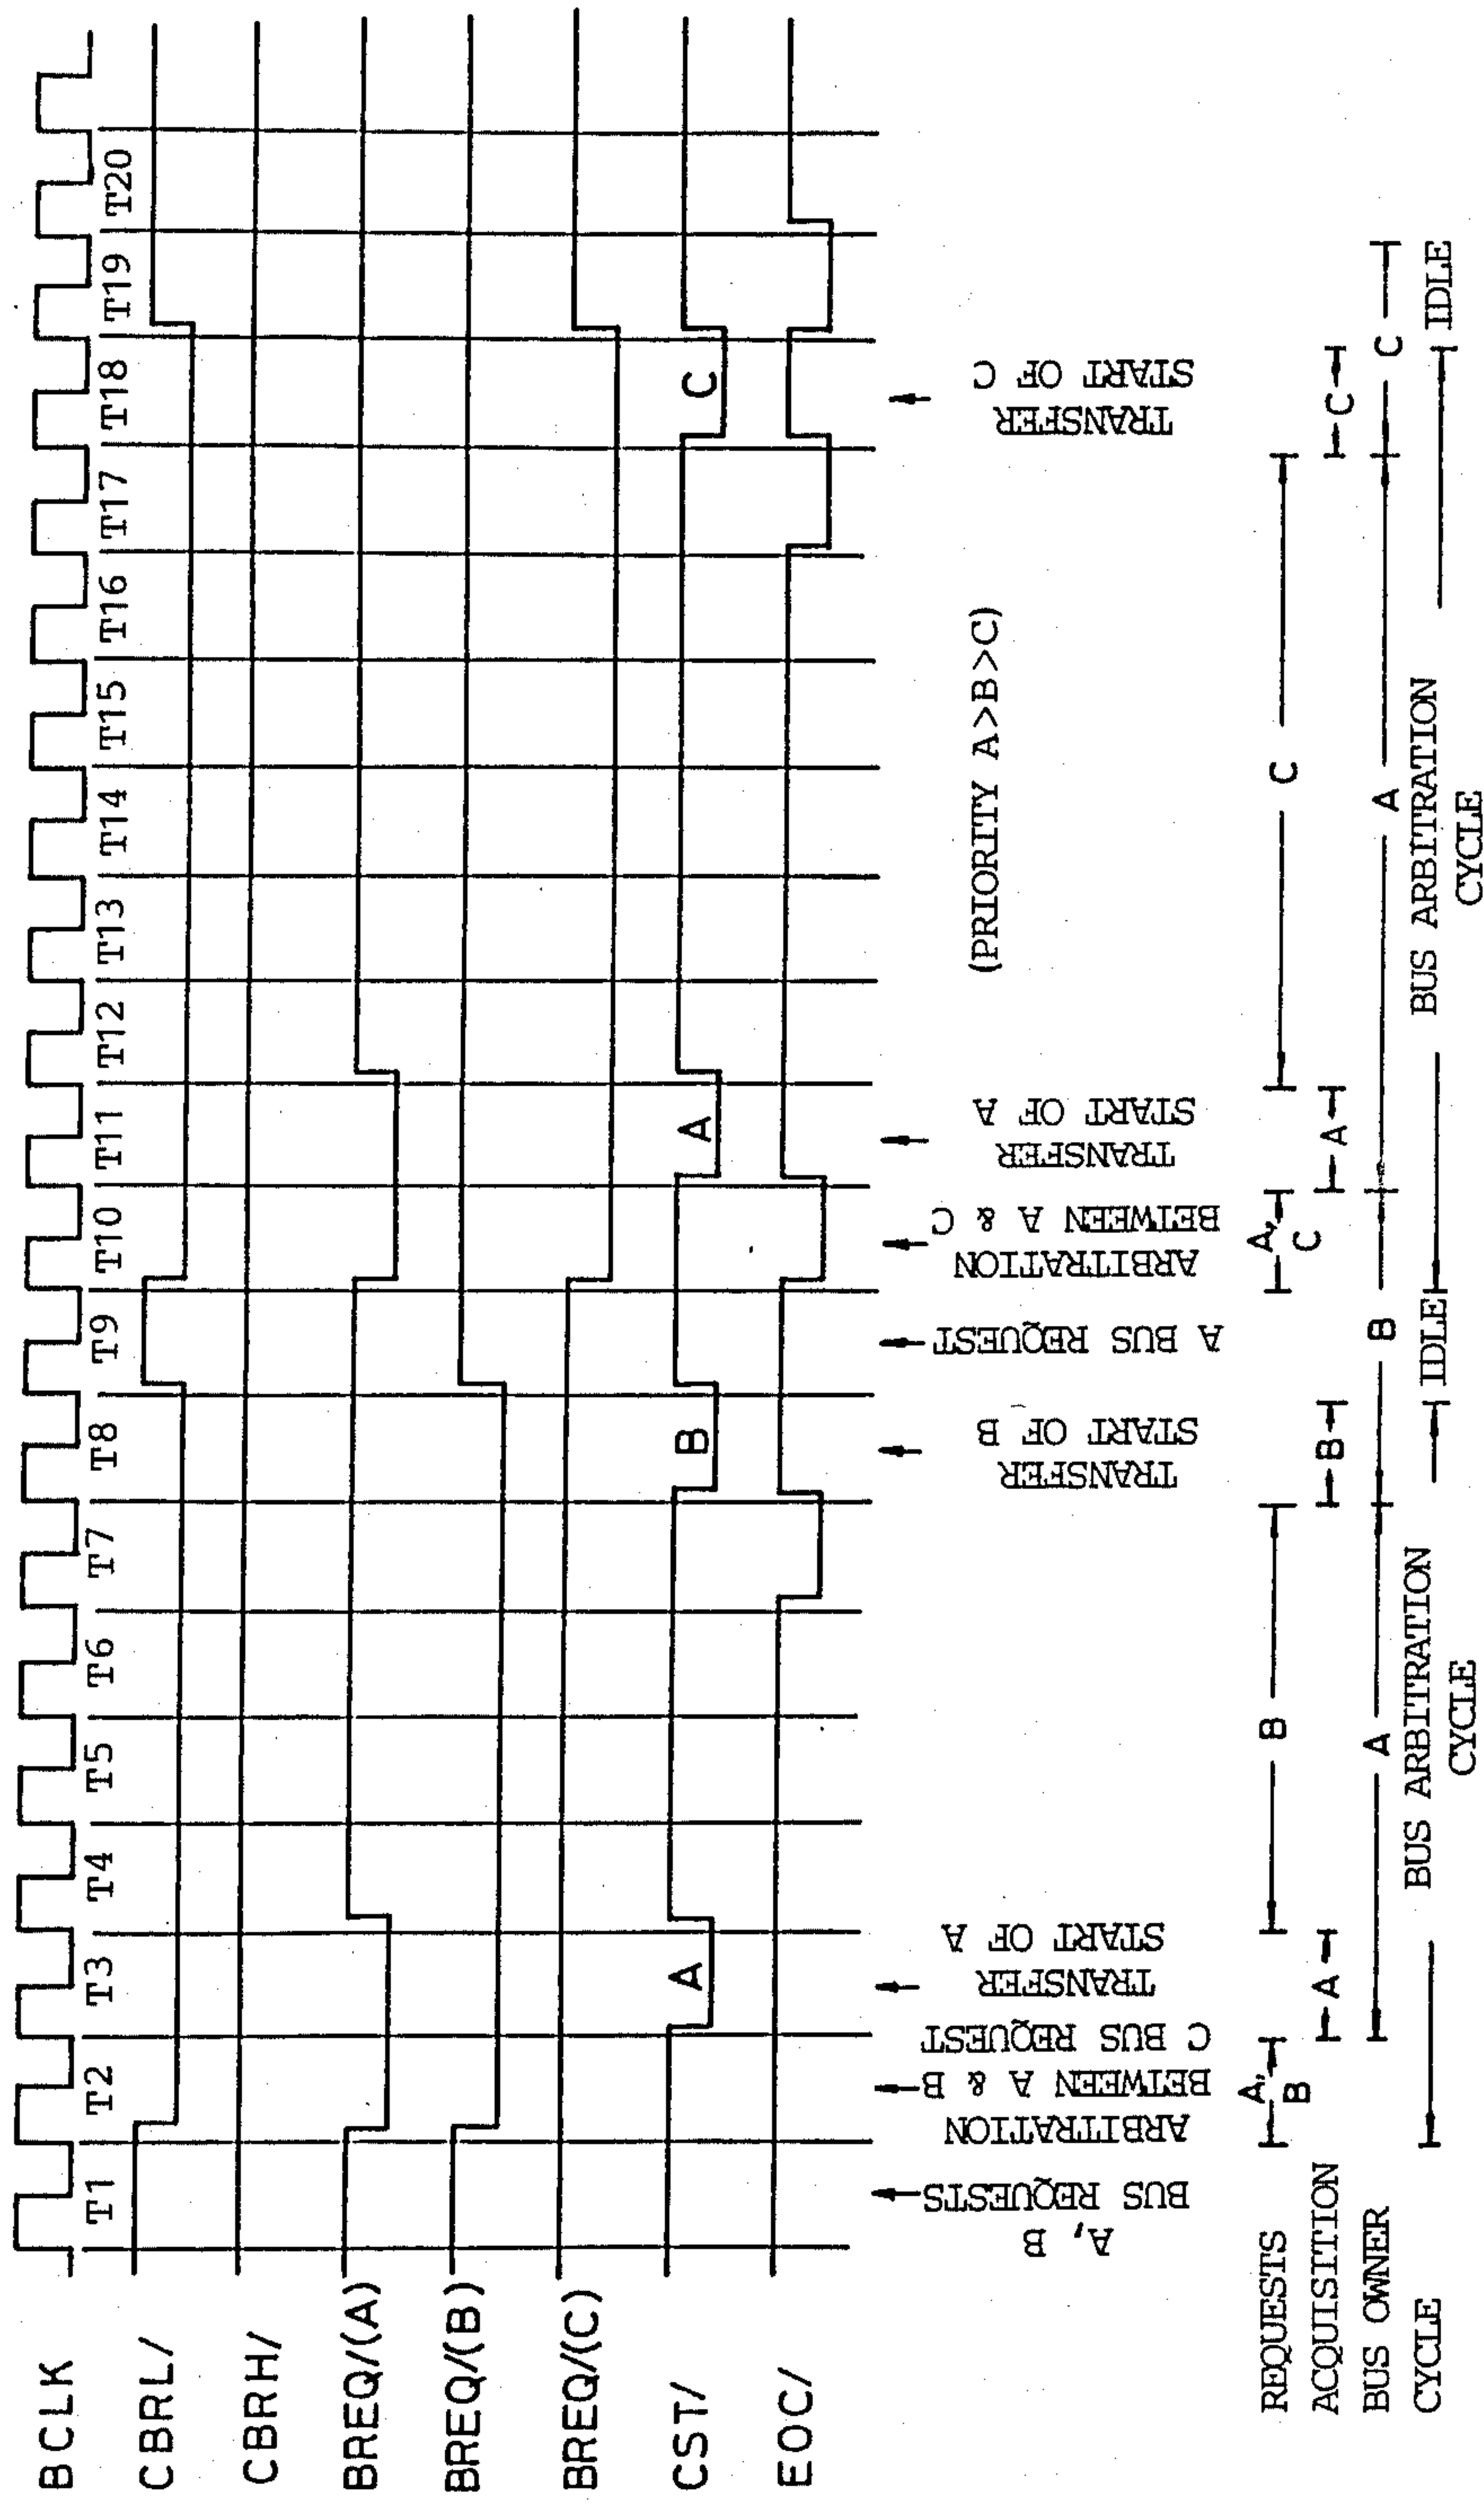 BCLK
T1 T2 T3 T4 T5 T6 T7 T8 T9 T10 T11 T12 T13 T14 T15 T16 T17 T18 T19 T20
CBRL/
CBRH/
BREQ/(A)
BREQ/(B)
BREQ/(C)
CST/
A B A C
EOC/
A, B
BUS REQUESTS
ARBITRATION
BETWEEN A & B
C BUS REQUEST
TRANSFER
START OF A
TRANSFER
START OF B
A BUS REQUEST
ARBITRATION
BETWEEN A & C
TRANSFER
START OF A
(PRIORITY A>B>C)
TRANSFER
START OF C
REQUESTS
A,
B
B
A,
C
C
ACQUISITION
A B A C
BUS OWNER
A B A C
CYCLE
BUS ARBITRATION
CYCLE
IDLE
BUS ARBITRATION
CYCLE
IDLE